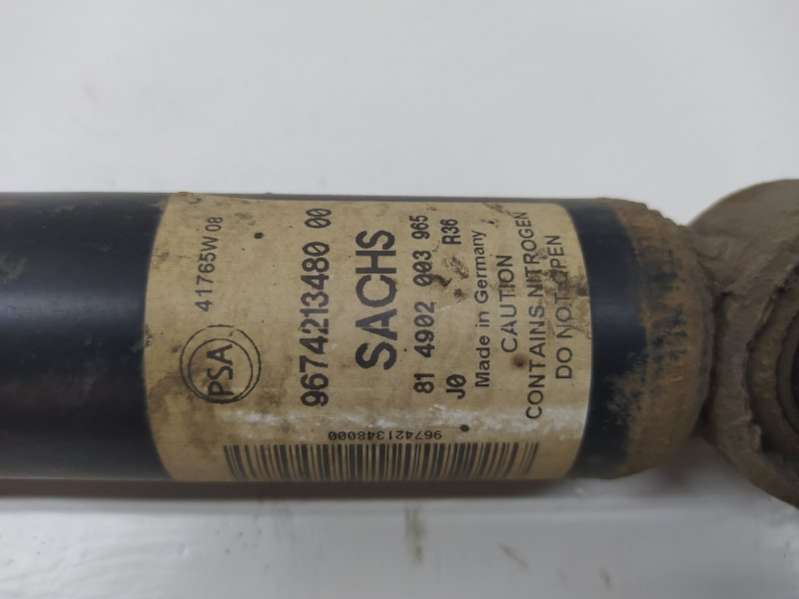 41765W 08
PSA
9674213480 00
SACHS
81 4902 003 965
J0 R36
Made in Germany
CAUTION
CONTAINS NITROGEN
DO NOT OPEN
9674213480000